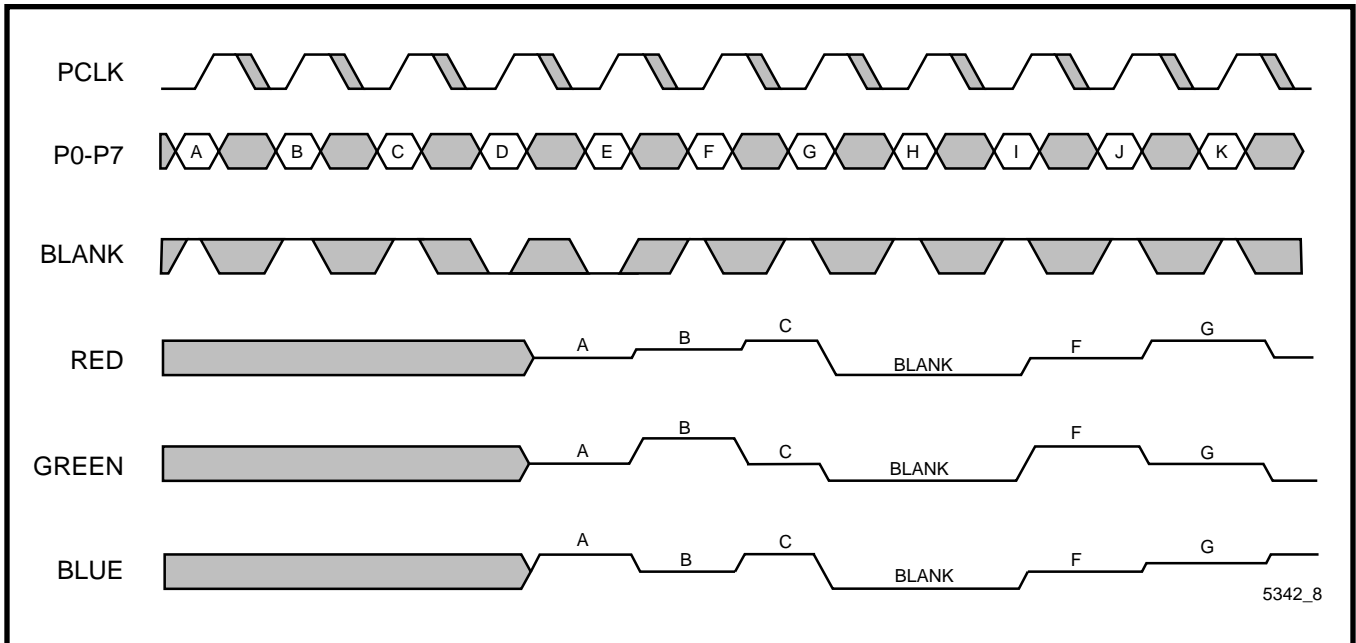 PCLK
P0-P7 A B C D E F G H I J K
BLANK
A B C G
RED BLANK F
B F
GREEN A C BLANK G
A C G
BLUE B BLANK F
5342_8